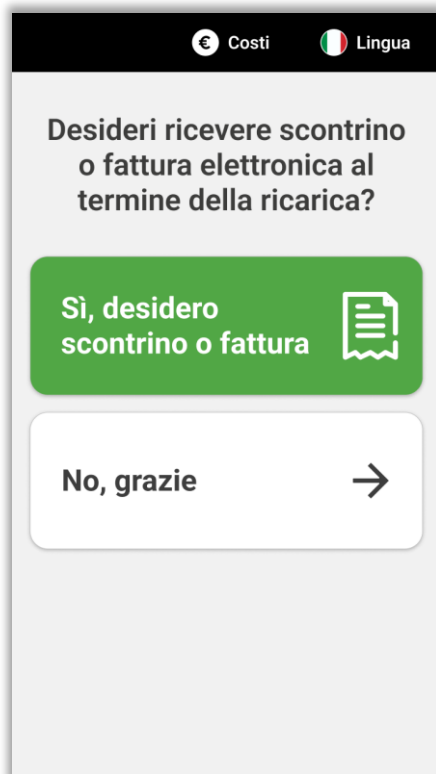 € Costi Lingua
Desideri ricevere scontrino
o fattura elettronica al
termine della ricarica?
Sì, desidero
scontrino o fattura
No, grazie